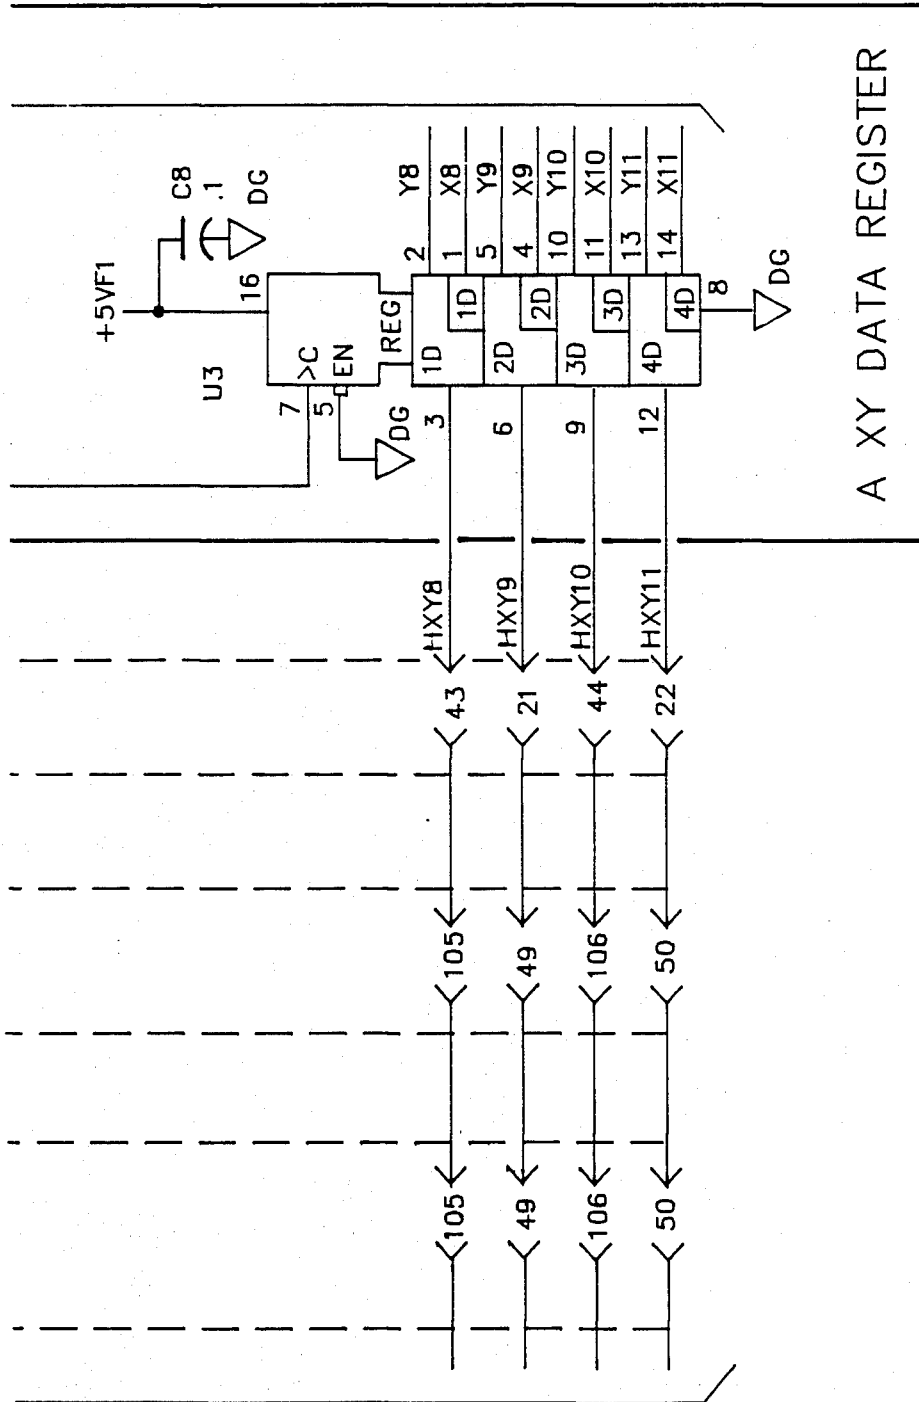 +5VF1
C8
.1
DG
16
U3
7
>C
5
EN
DG
REG
2 Y8
1 X8
5 Y9
4 X9
10 Y10
11 X10
13 Y11
14 X11
8
DG
1D
1D
2D
2D
3D
3D
4D
4D
3
6
9
12
HXY8
HXY9
HXY10
HXY11
43
21
44
22
105
49
106
50
105
49
106
50
A XY DATA REGISTER